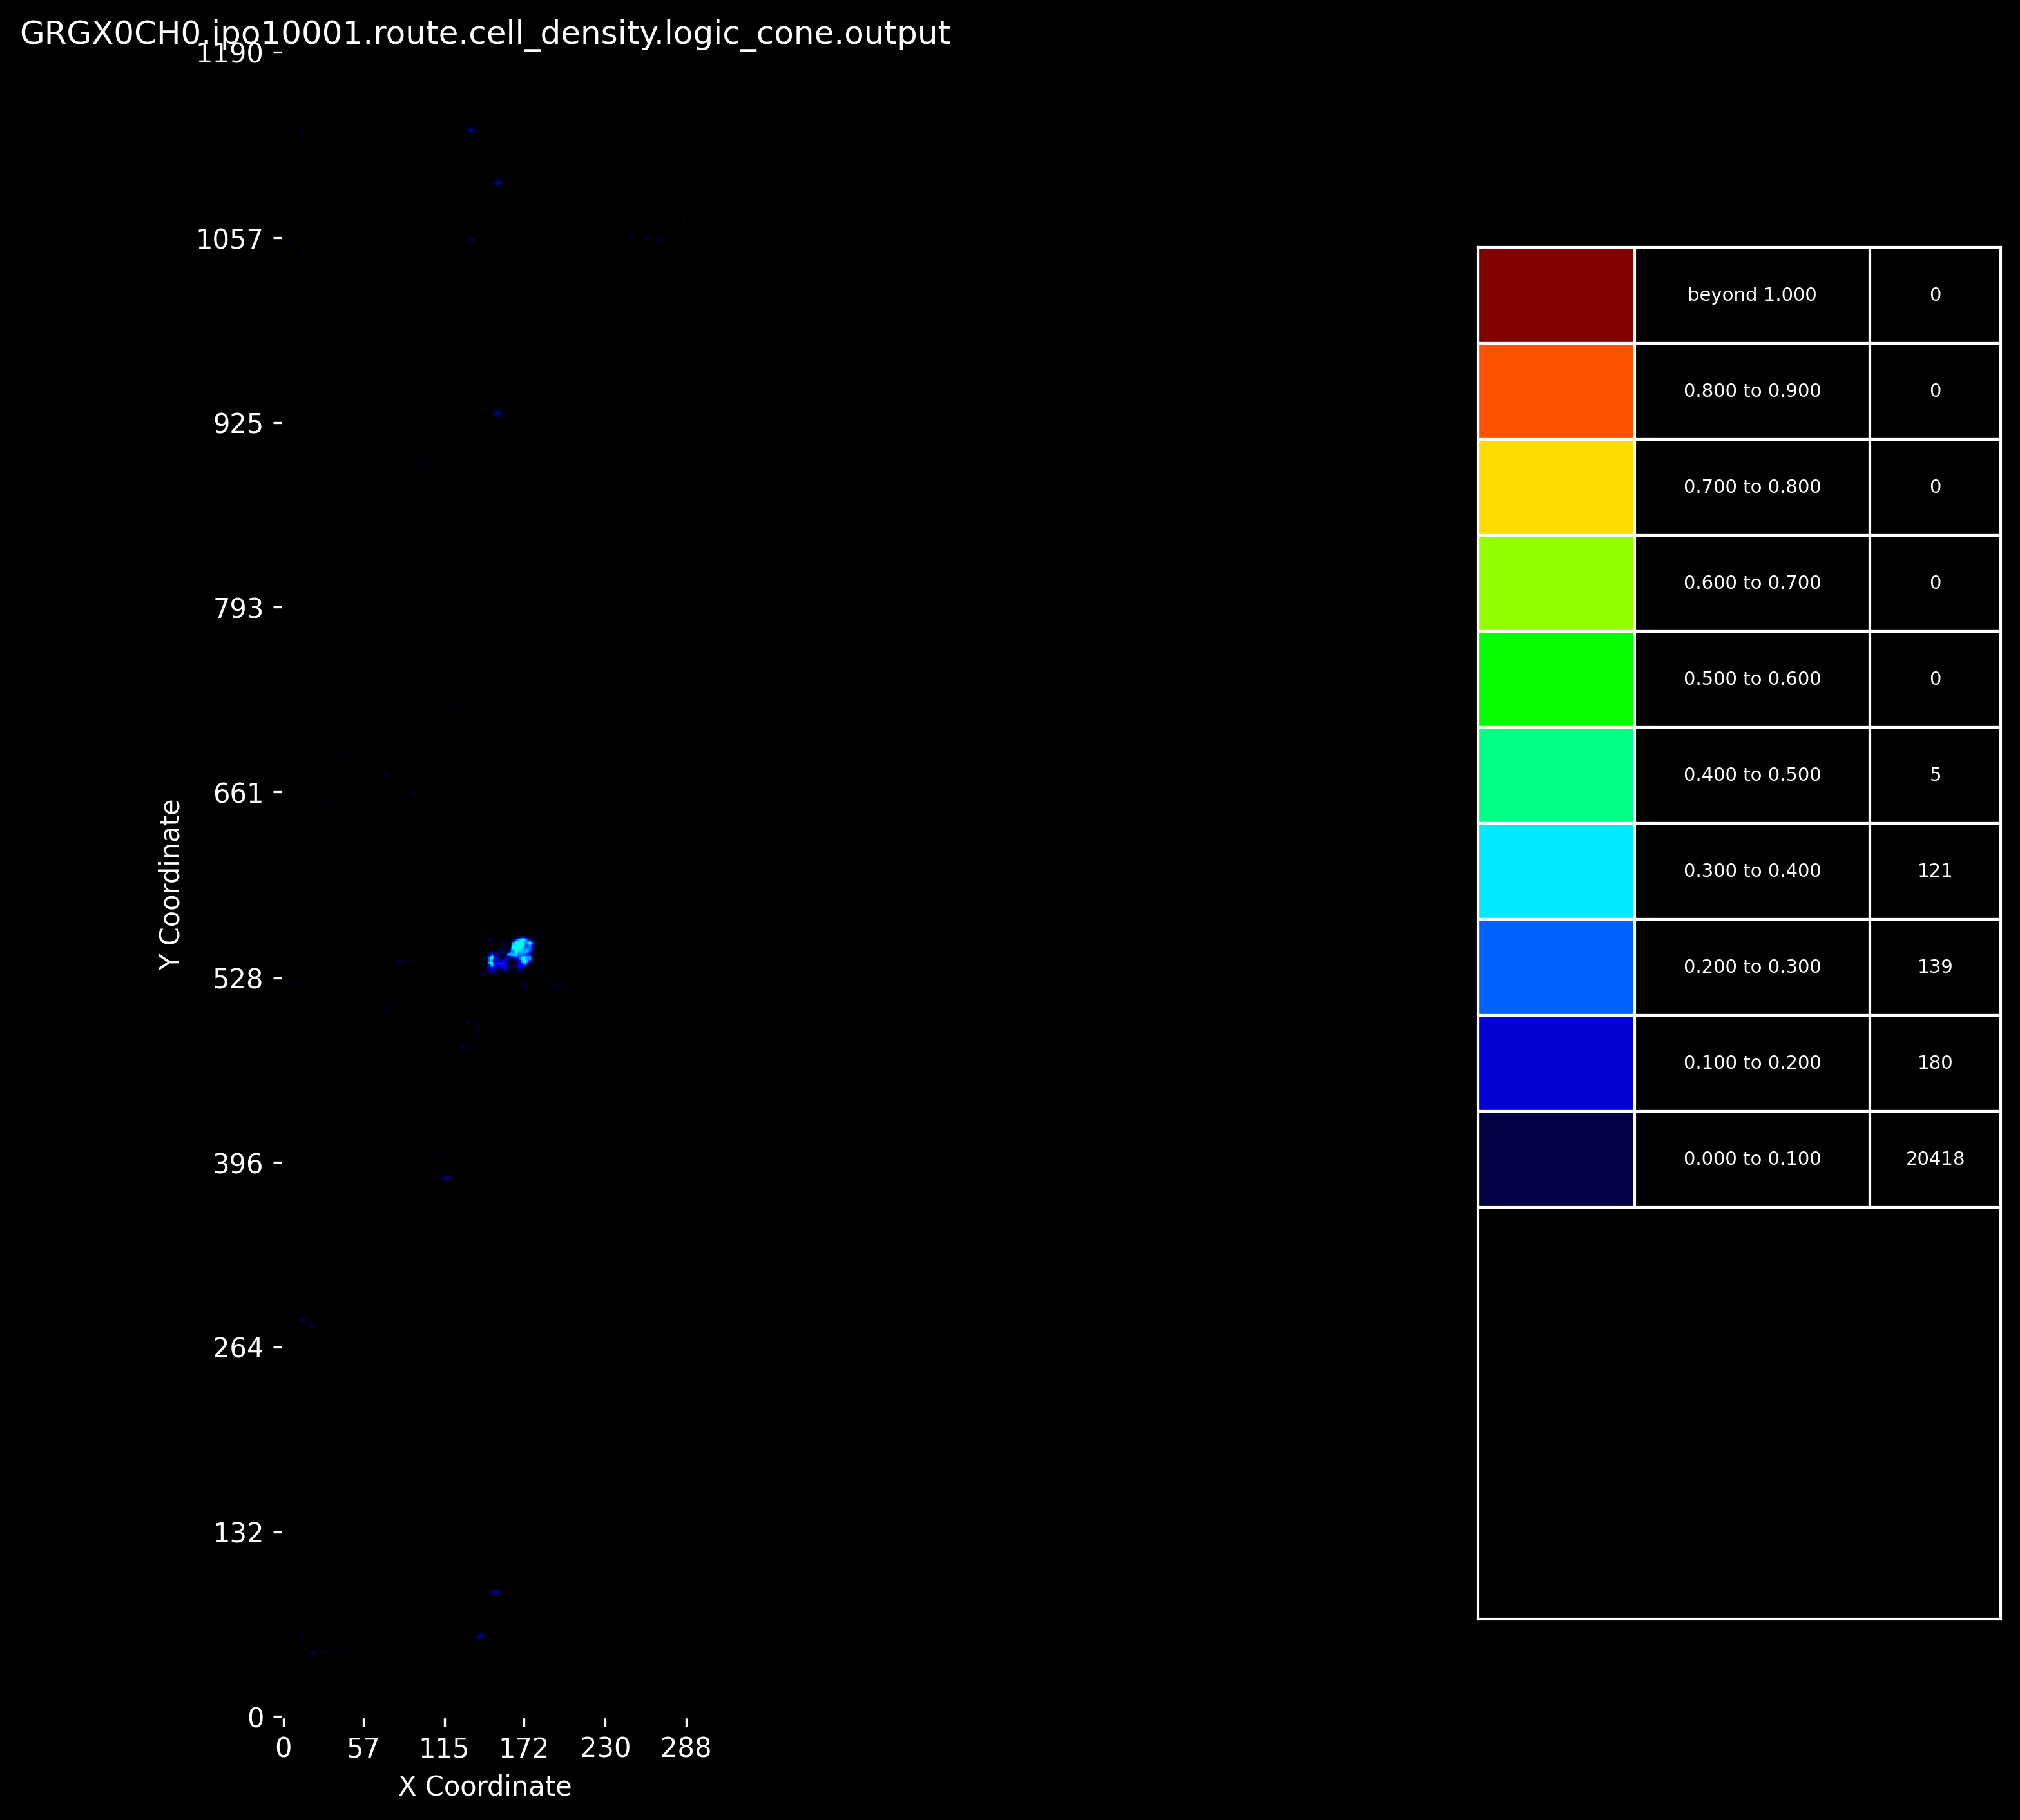 GRGX0CH0.ipo10001.route.cell_density.logic_cone.output
1190
1057
925
793
661
528
396
264
132
0
Y Coordinate
0 57 115 172 230 288
X Coordinate
beyond 1.000 0
0.800 to 0.900 0
0.700 to 0.800 0
0.600 to 0.700 0
0.500 to 0.600 0
0.400 to 0.500 5
0.300 to 0.400 121
0.200 to 0.300 139
0.100 to 0.200 180
0.000 to 0.100 20418